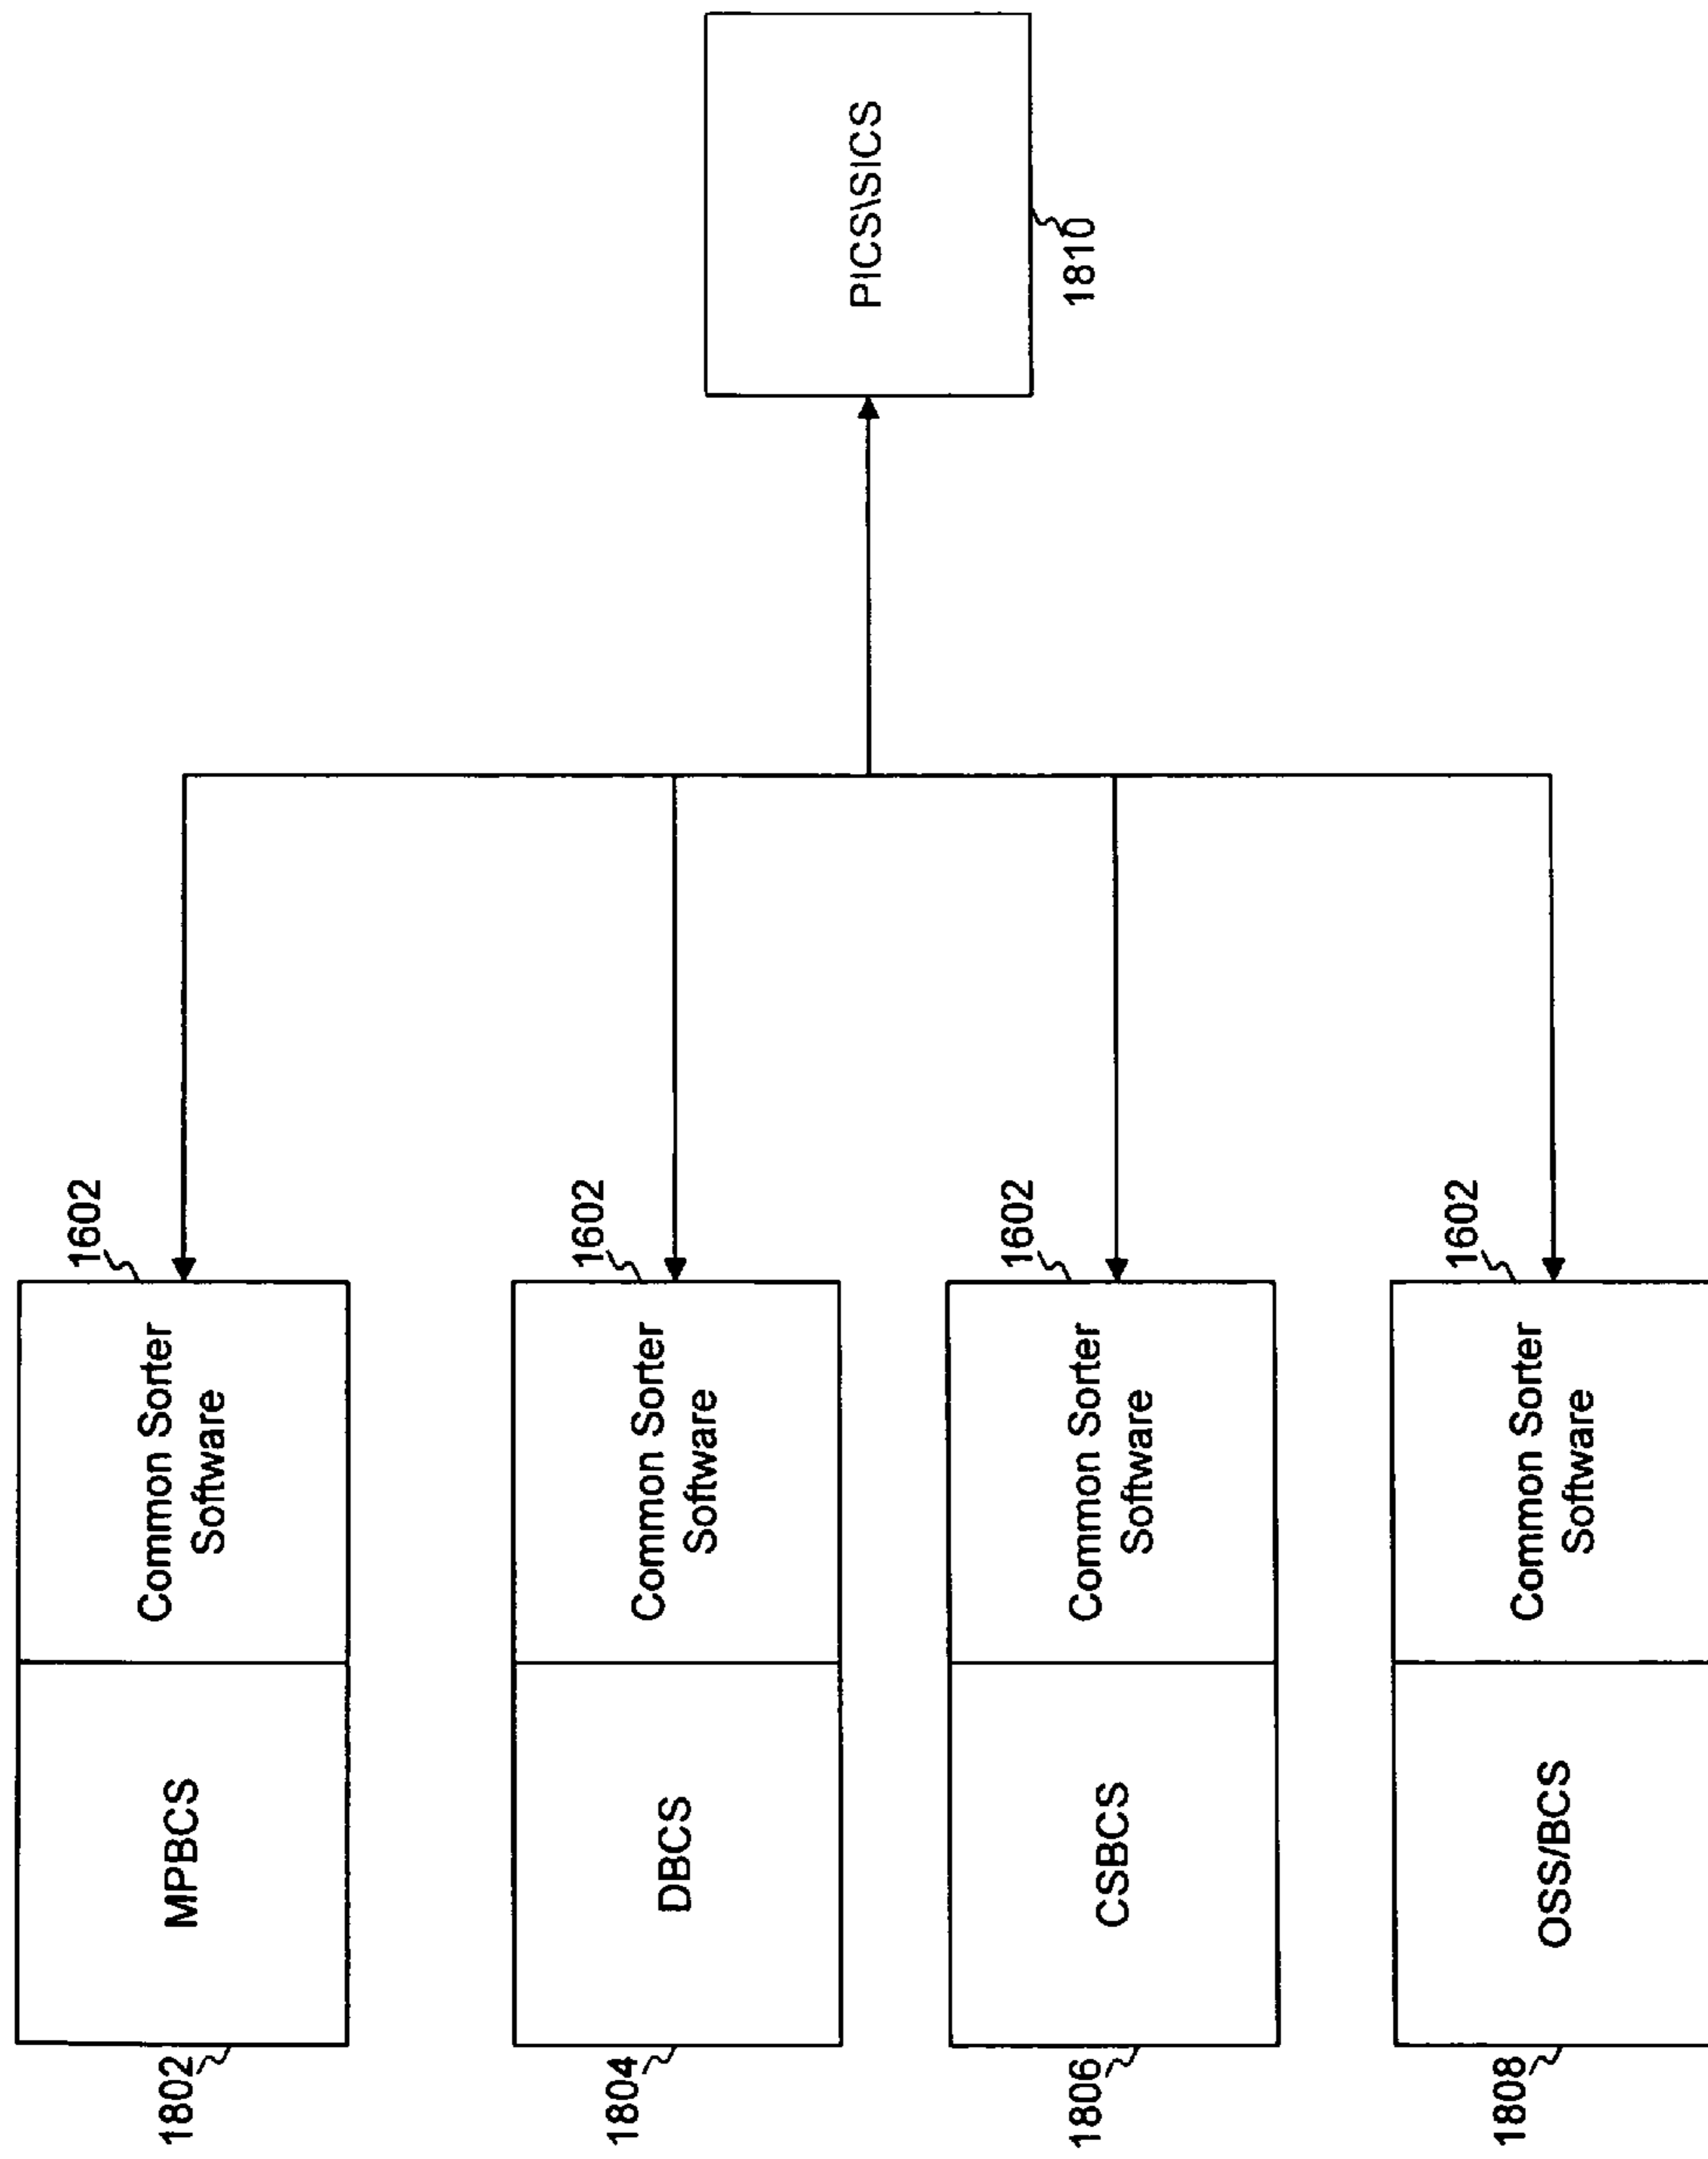 1802
MPBCS
Common Sorter
Software
1602
1804
DBCS
Common Sorter
Software
1602
1806
CSBCS
Common Sorter
Software
1602
1808
OSS/BCS
Common Sorter
Software
1602
PICS\SICS
1810